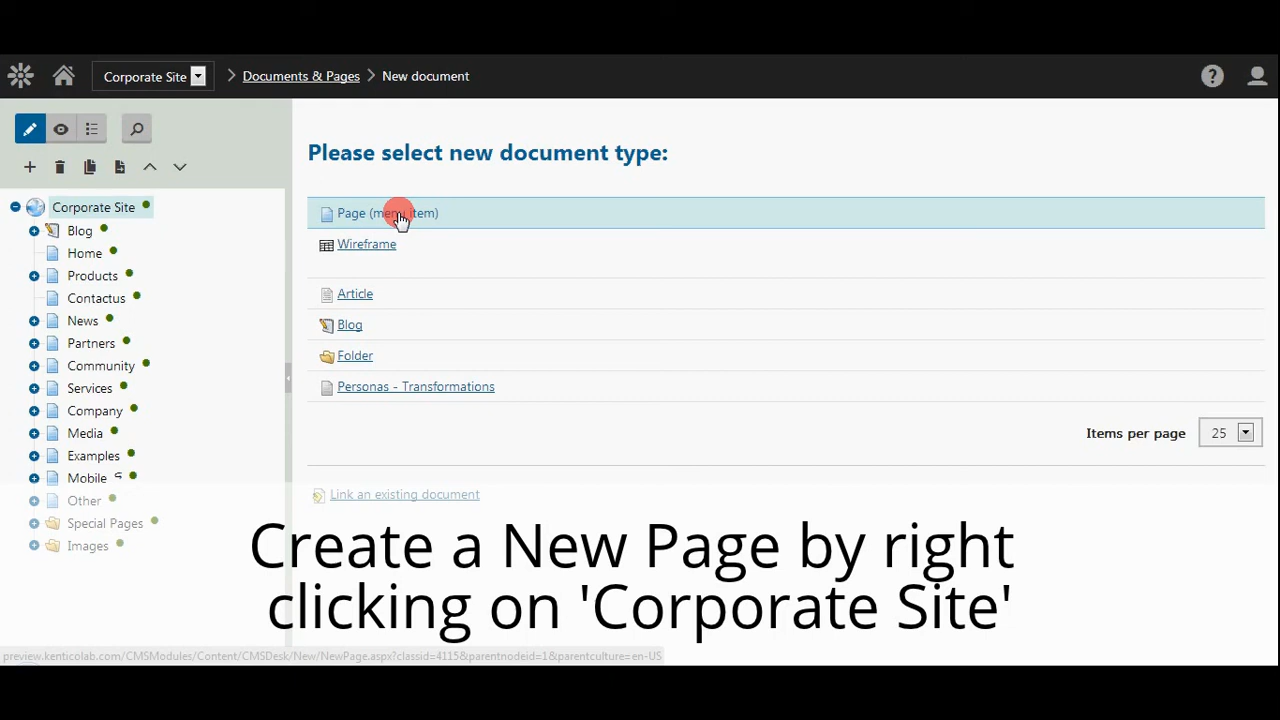 Corporate Site
Documents & Pages
New document
Please select new document type:
Corporate Site
Blog
Home
Products
Contactus
News
Partners
Community
Services
Company
Media
Examples
Mobile
Other
Special Pages
Images
Page (menu item)
Wireframe
Article
Blog
Folder
Personas - Transformations
Items per page 25
Link an existing document
Create a New Page by right
clicking on 'Corporate Site'
preview.kenticolab.com/CMSModules/Content/CMSDesk/New/NewPage.aspx?classid=4115&parentnodeid=1&parentculture=en-US